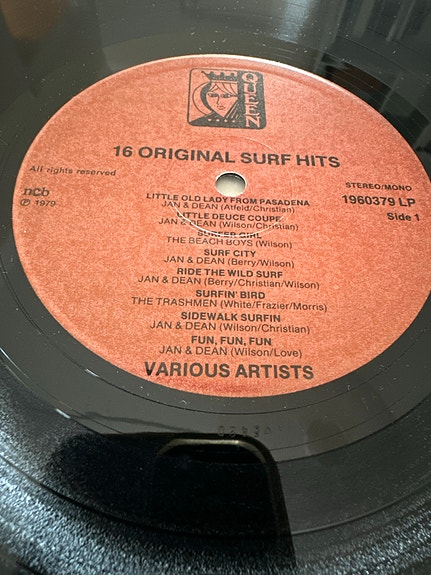 QUEEN
16 ORIGINAL SURF HITS
All rights reserved
ncb
℗ 1979
STEREO/MONO
1960379 LP
Side 1
LITTLE OLD LADY FROM PASADENA
JAN & DEAN (Atfeld/Christian)
LITTLE DEUCE COUPE
JAN & DEAN (Wilson/Christian)
SURFER GIRL
THE BEACH BOYS (Wilson)
SURF CITY
JAN & DEAN (Berry/Wilson)
RIDE THE WILD SURF
JAN & DEAN (Berry/Christian/Wilson)
SURFIN' BIRD
THE TRASHMEN (White/Frazier/Morris)
SIDEWALK SURFIN
JAN & DEAN (Wilson/Christian)
FUN, FUN, FUN
JAN & DEAN (Wilson/Love)
VARIOUS ARTISTS